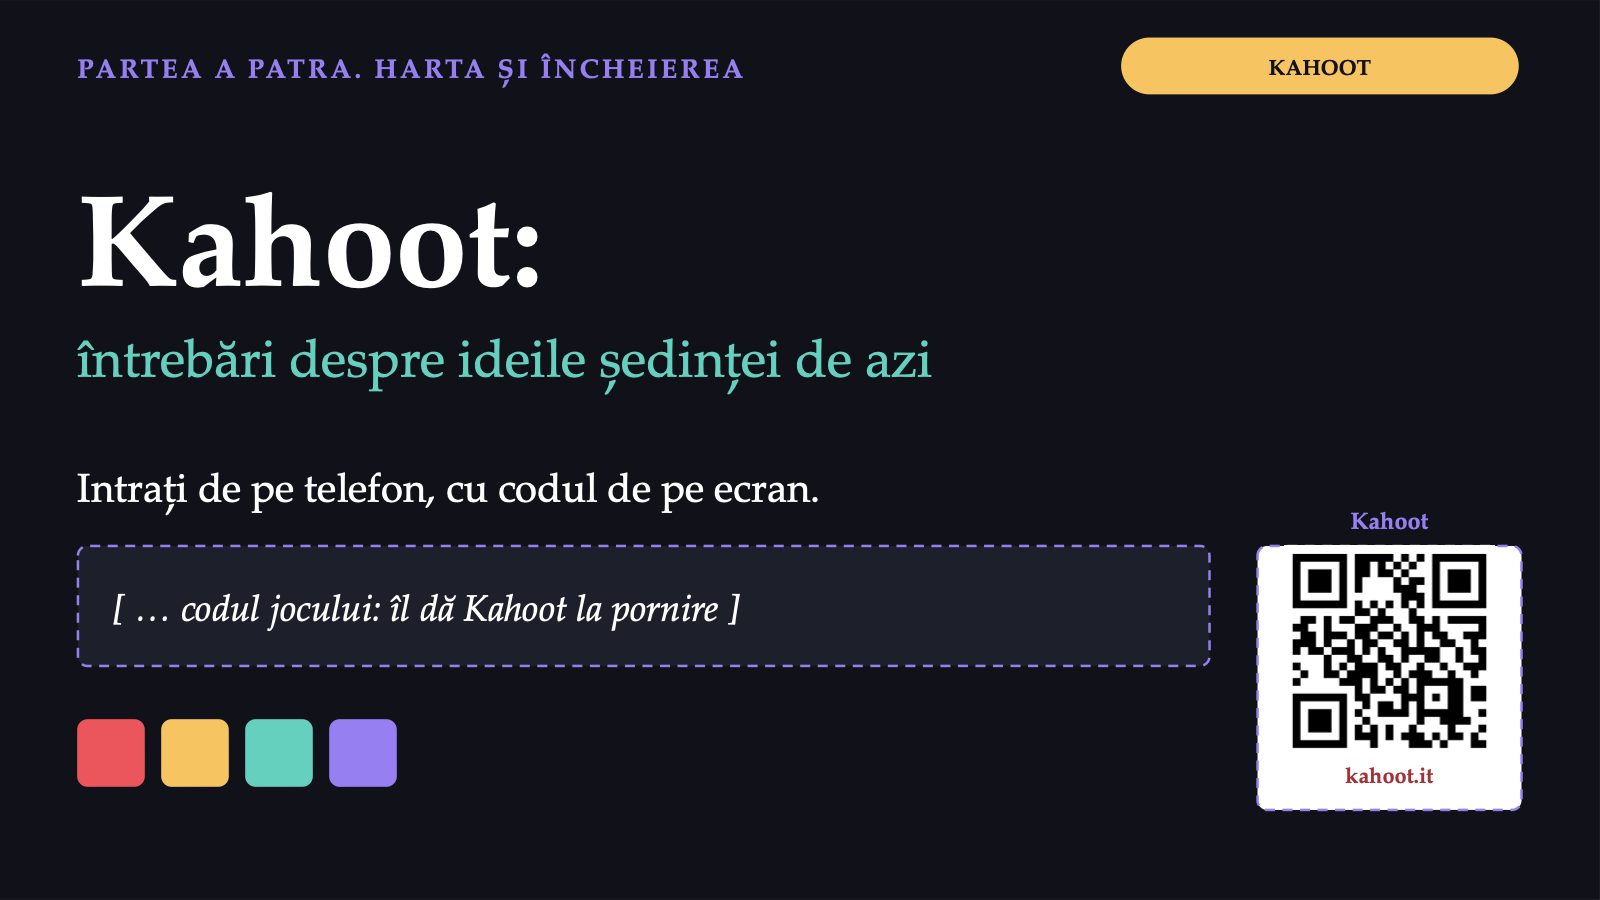 PARTEA A PATRA. HARTA ȘI ÎNCHEIEREA
KAHOOT
Kahoot:
întrebări despre ideile ședinței de azi
Intrați de pe telefon, cu codul de pe ecran.
[ … codul jocului: îl dă Kahoot la pornire ]
Kahoot
kahoot.it